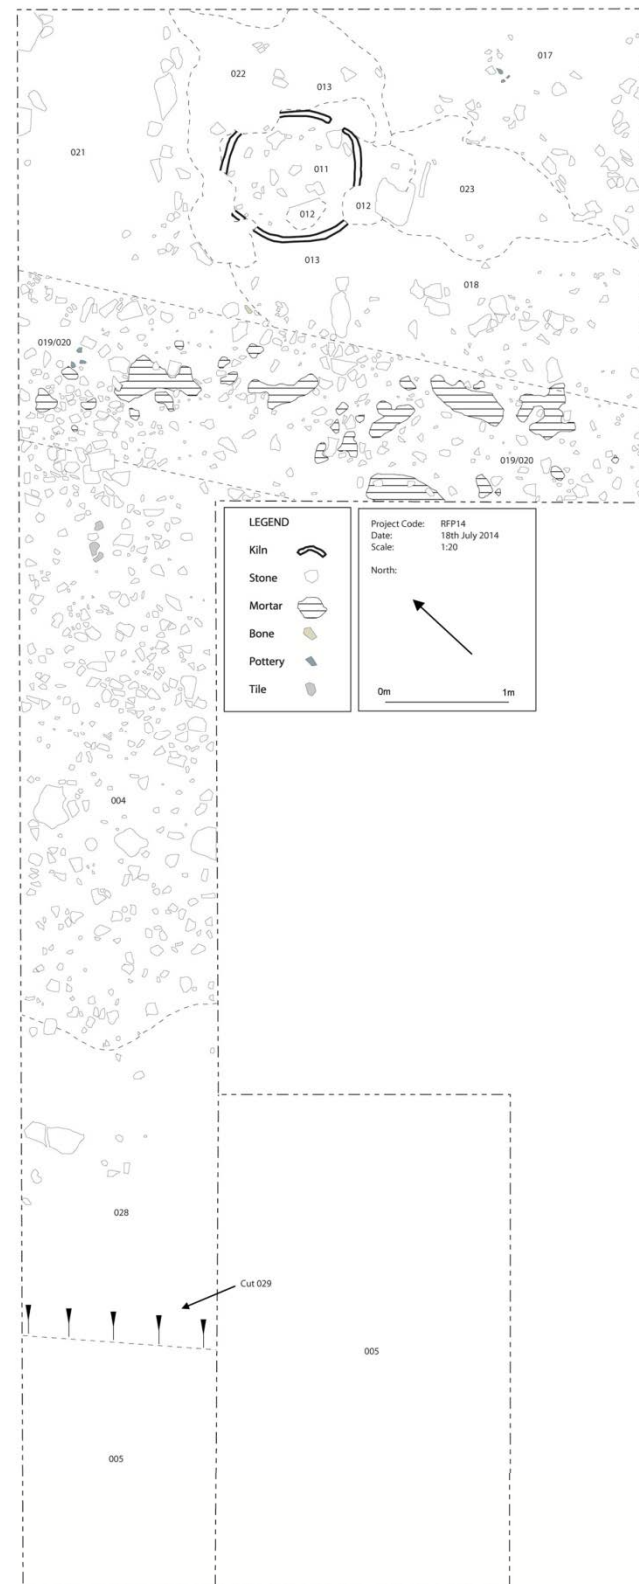 017
022
013
021
011
023
012
012
013
018
019/020
019/020
LEGEND
Kiln
Stone
Mortar
Bone
Pottery
Tile
Project Code: RFP14
Date: 18th July 2014
Scale: 1:20
North:
0m 1m
004
028
Cut 029
005
005